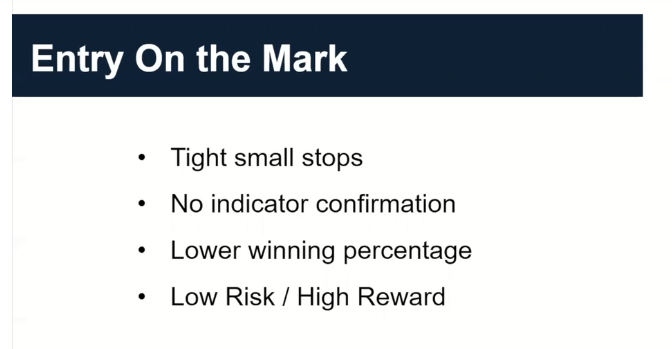 Entry On the Mark
• Tight small stops
• No indicator confirmation
• Lower winning percentage
• Low Risk / High Reward